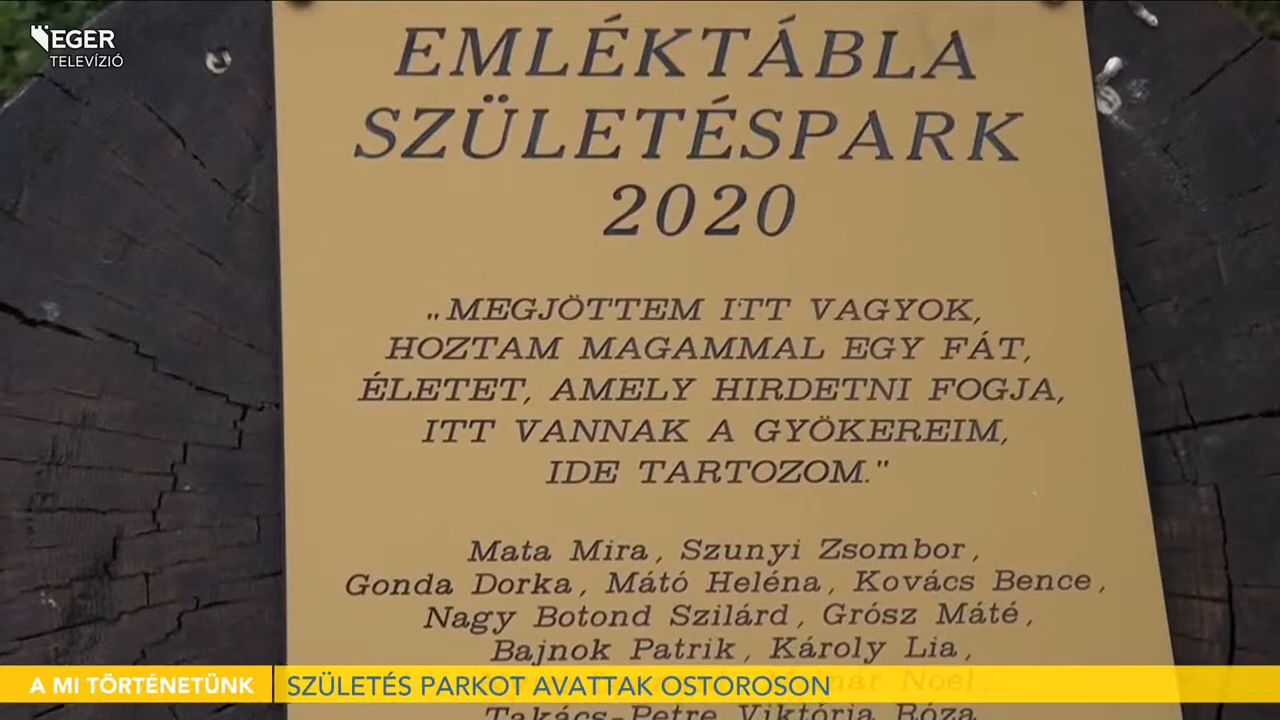 EGER
TELEVÍZIÓ
EMLÉKTÁBLA
SZÜLETÉSPARK
2020
„MEGJÖTTEM ITT VAGYOK,
HOZTAM MAGAMMAL EGY FÁT,
ÉLETET, AMELY HIRDETNI FOGJA,
ITT VANNAK A GYÖKEREIM,
IDE TARTOZOM."
Mata Mira, Szunyi Zsombor,
Gonda Dorka, Mátó Heléna, Kovács Bence,
Nagy Botond Szilárd, Grósz Máté,
Bajnok Patrik, Károly Lia,
Noel
Takács-Petre Viktória Róza
A MI TÖRTÉNETÜNK
SZÜLETÉS PARKOT AVATTAK OSTOROSON